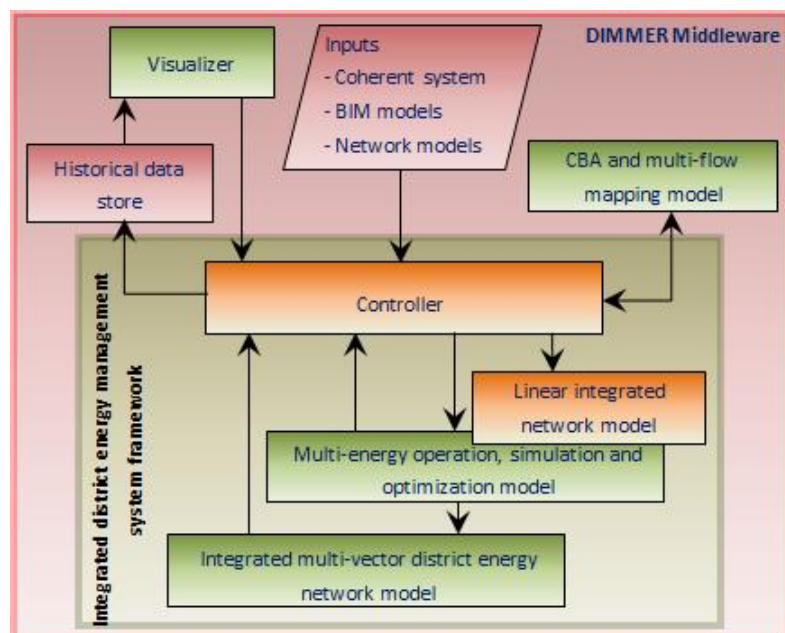 DIMMER Middleware
Visualizer
Inputs
- Coherent system
- BIM models
- Network models
Historical data
store
CBA and multi-flow
mapping model
Integrated district energy management
system framework
Controller
Linear integrated
network model
Multi-energy operation, simulation and
optimization model
Integrated multi-vector district energy
network model